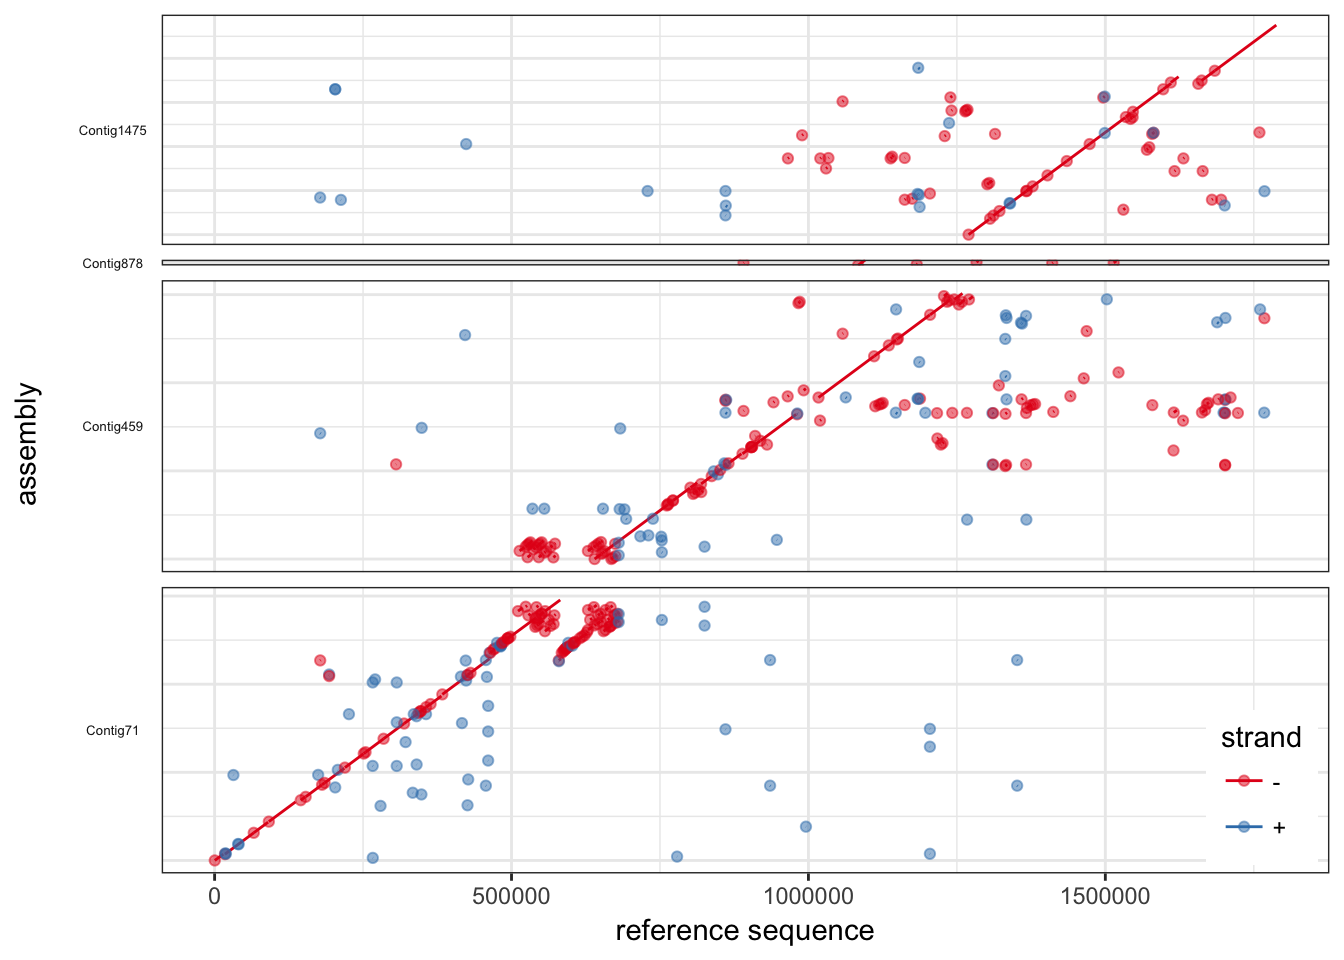 Contig1475
Contig878
Contig459
Contig71
assembly
strand
-
+
0 500000 1000000 1500000
reference sequence